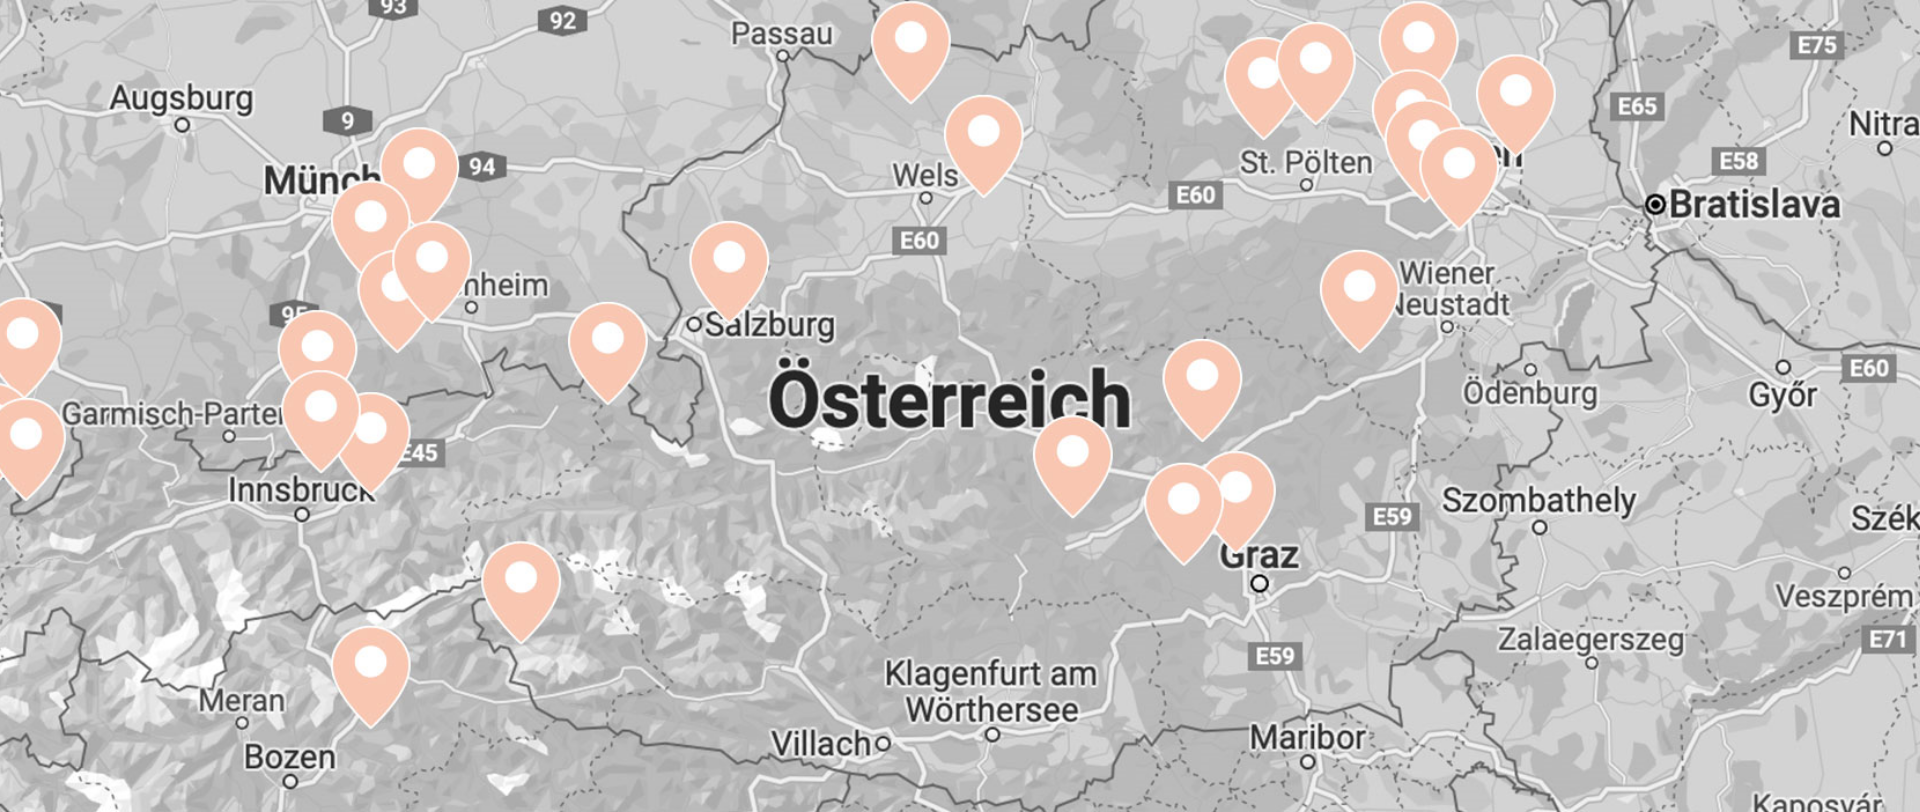 93
92
Passau
E75
Augsburg
9
E65
Nitra
Münch
94
Wels
St. Pölten
en
E58
E60
Bratislava
E60
nheim
95
Salzburg
Wiener
Neustadt
Österreich
Ödenburg
E60
Győr
Garmisch-Parten
E45
Innsbruck
Szombathely
E59
Szék
Graz
Veszprém
Zalaegerszeg
E71
E59
Klagenfurt am
Wörthersee
Meran
Villach
Maribor
Bozen
Kaposvár